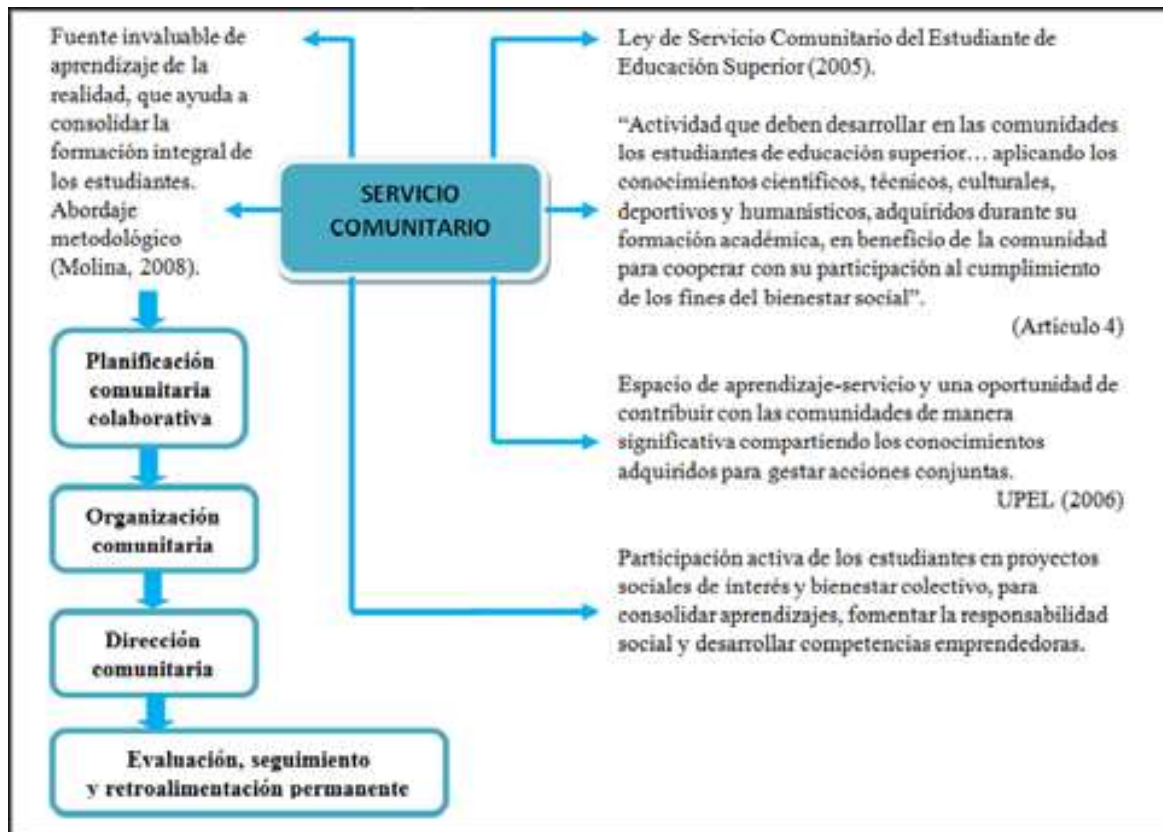 Fuente invaluable de
aprendizaje de la
realidad, que ayuda a
consolidar la
formación integral de
los estudiantes.
Abordaje
metodológico
(Molina, 2008).
SERVICIO
COMUNITARIO
Ley de Servicio Comunitario del Estudiante de
Educación Superior (2005).
“Actividad que deben desarrollar en las comunidades
los estudiantes de educación superior… aplicando los
conocimientos científicos, técnicos, culturales,
deportivos y humanísticos, adquiridos durante su
formación académica, en beneficio de la comunidad
para cooperar con su participación al cumplimiento
de los fines del bienestar social”.
(Artículo 4)
Espacio de aprendizaje-servicio y una oportunidad de
contribuir con las comunidades de manera
significativa compartiendo los conocimientos
adquiridos para gestar acciones conjuntas.
UPEL (2006)
Participación activa de los estudiantes en proyectos
sociales de interés y bienestar colectivo, para
consolidar aprendizajes, fomentar la responsabilidad
social y desarrollar competencias emprendedoras.
Planificación
comunitaria
colaborativa
Organización
comunitaria
Dirección
comunitaria
Evaluación, seguimiento
y retroalimentación permanente